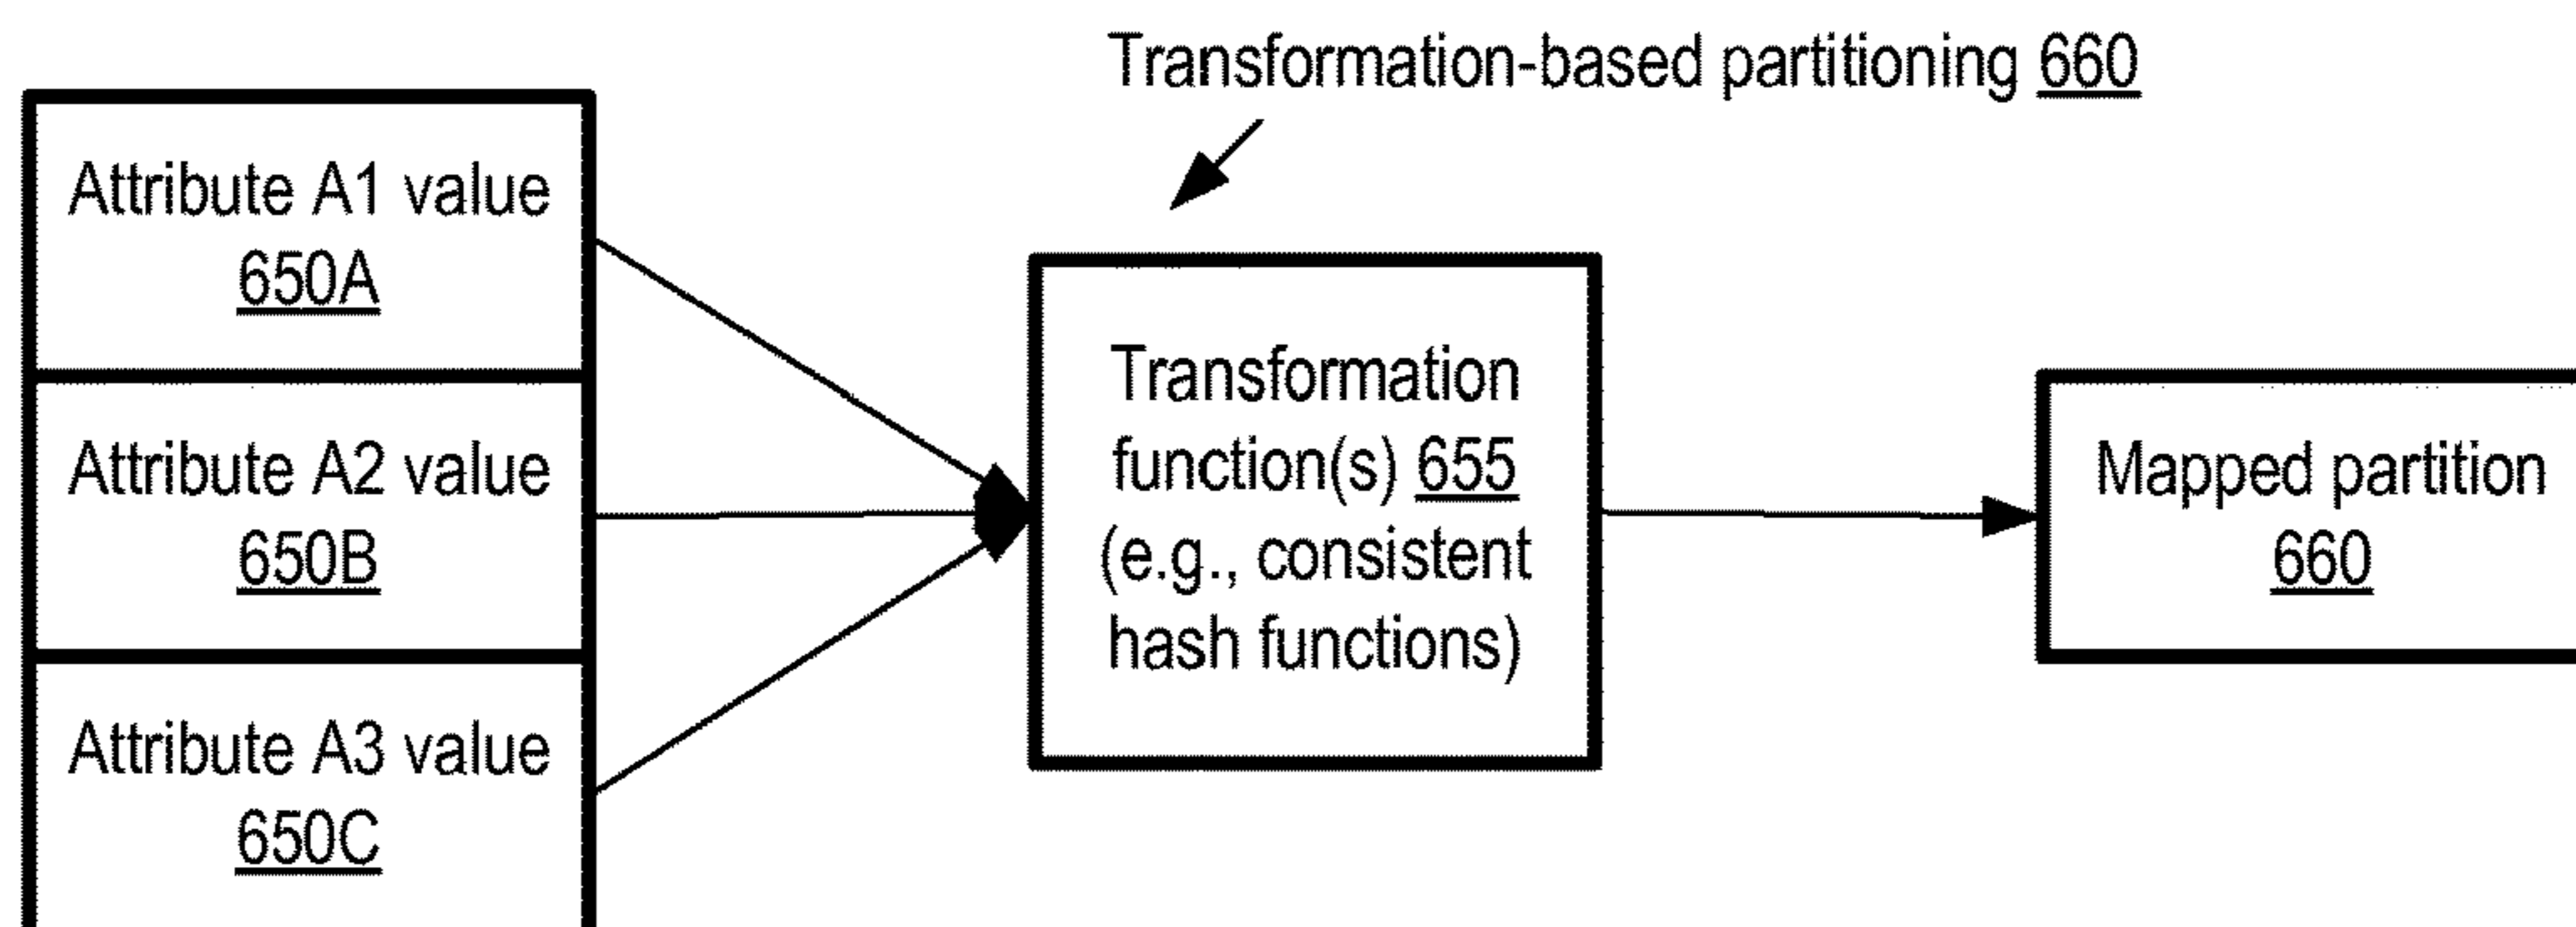 Transformation-based partitioning 660
Attribute A1 value
650A
Attribute A2 value
650B
Attribute A3 value
650C
Transformation
function(s) 655
(e.g., consistent
hash functions)
Mapped partition
660